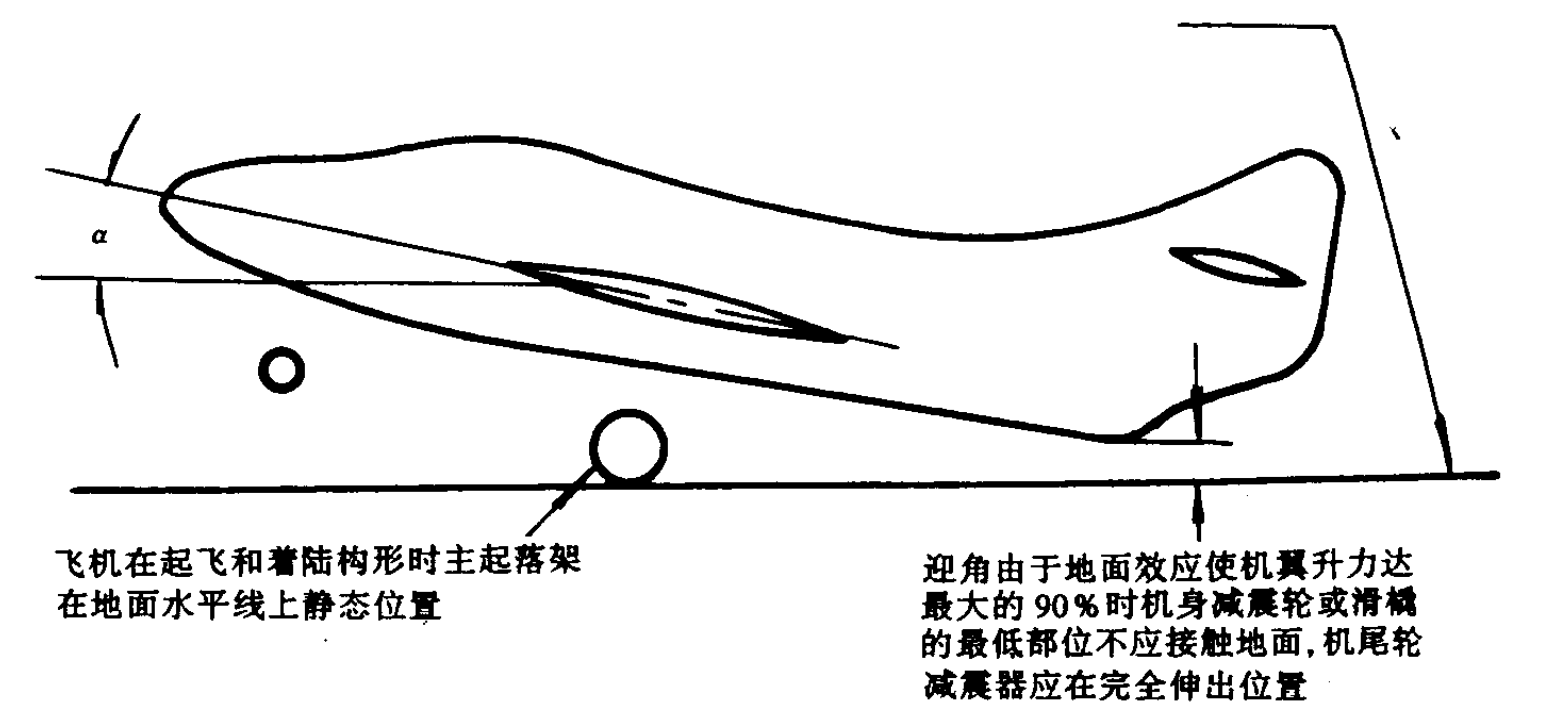 α
飞机在起飞和着陆构形时主起落架
在地面水平线上静态位置
迎角由于地面效应使机翼升力达
最大的90%时机身减震轮或滑橇
的最低部位不应接触地面,机尾轮
减震器应在完全伸出位置